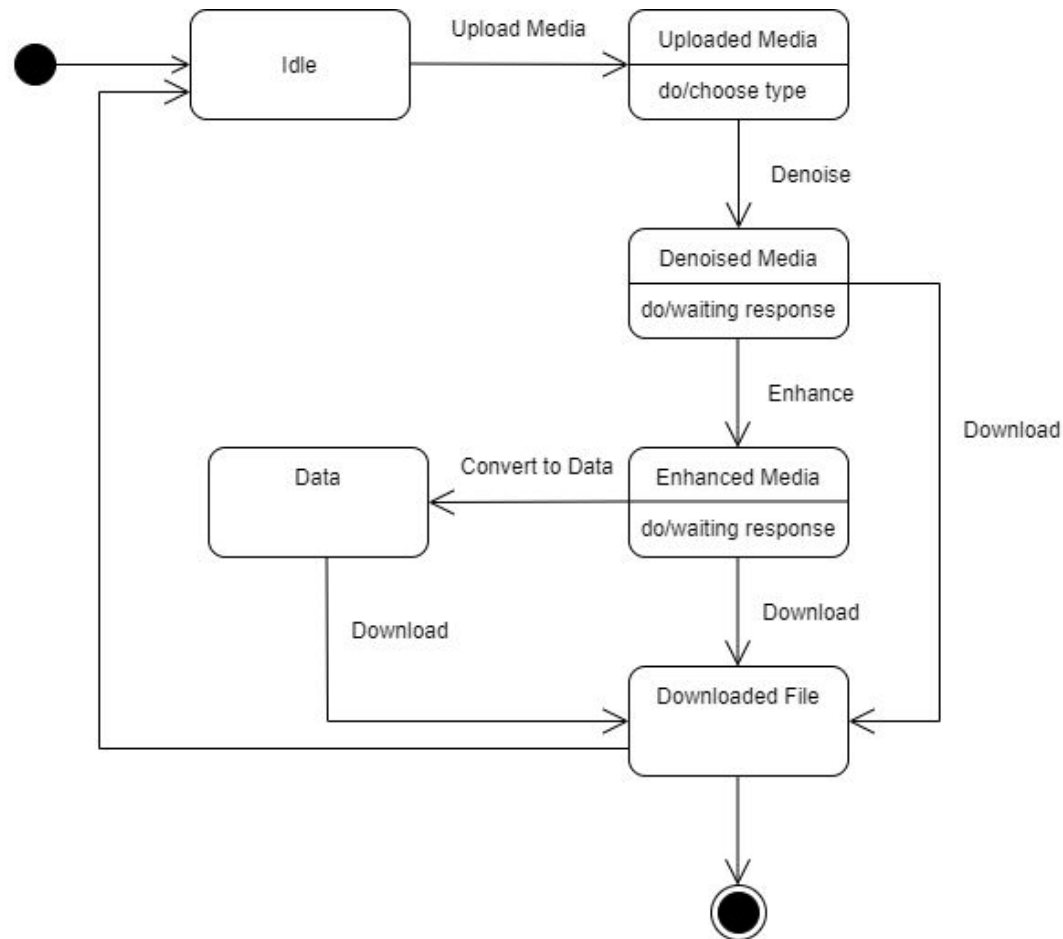 Upload Media
Idle
Uploaded Media
do/choose type
Denoise
Denoised Media
do/waiting response
Enhance
Download
Convert to Data
Data
Enhanced Media
do/waiting response
Download
Download
Downloaded File